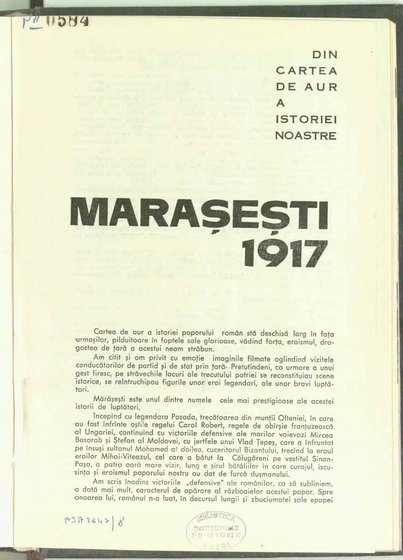 p II 0584
DIN
CARTEA
DE AUR
A
ISTORIEI
NOASTRE
MARAȘEȘTI
1917
Cartea de aur a istoriei poporului român stă deschisă larg în fața
urmașilor, pilduitoare în faptele sale glorioase, vădind forța, eroismul, dra-
gostea de țară a acestui neam străbun.
Am citit și am privit cu emoție imaginile filmate oglindind vizitele
conducătorilor de partid și de stat prin țară. Pretutindeni, ca urmare a unui
gest firesc, pe străvechile locuri ale trecutului patriei se reconstituiau scene
istorice, se reîntruchipau figurile unor eroi legendari, ale unor bravi luptă-
tori.
Mărășești este unul dintre numele cele mai prestigioase ale acestei
istorii de luptători.
Începînd cu legendara Posada, trecătoarea din munții Olteniei, în care
au fost înfrînte oștile regelui Carol Robert, regele de obîrșie franțuzească
al Ungariei, continuind cu victoriile defensive ale marilor voievozi Mircea
Basarab și Ștefan al Moldovei, cu jertfele unui Vlad Țepeș, care a înfruntat
pe însuși sultanul Mohamed al doilea, cuceritorul Bizanțului, trecînd la eroul
eroilor Mihai-Viteazul, cel care a bătut la Călugăreni pe vestitul Sinan-
Pașa, a patra oară mare vizir, lung e șirul bătăliilor în care curajul, iscu-
sința și eroismul poporului nostru au dat de furcă dușmanului.
Am scris înadins victoriile „defensive” ale românilor, ca să subliniem,
o dată mai mult, caracterul de apărare al războaielor acestui popor. Spre
onoarea lui, românul n-a luat, în decursul lungii și zbuciumatei sale epopei
BIBLIOTECA
DE ISTORIE